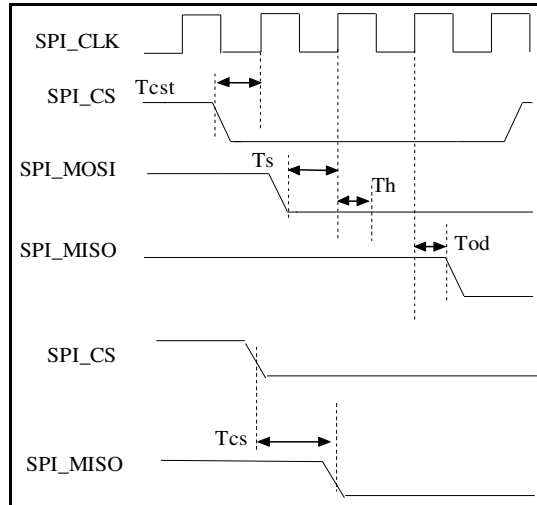 SPI_CLK
Tcst
SPI_CS
Ts
SPI_MOSI
Th
SPI_MISO
Tod
SPI_CS
Tcs
SPI_MISO